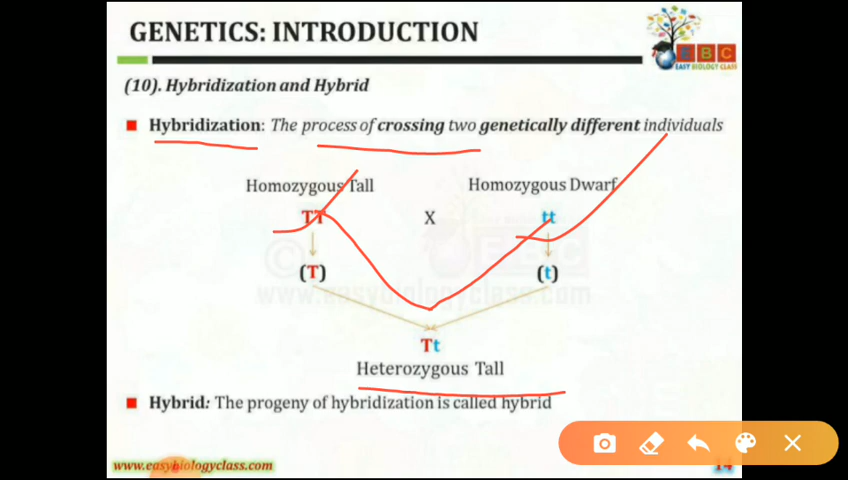 GENETICS: INTRODUCTION
EBC
EASY BIOLOGY CLASS
(10). Hybridization and Hybrid
Hybridization: The process of crossing two genetically different individuals
Homozygous Tall Homozygous Dwarf
TT X tt
(T) (t)
www.easybiologyclass.com
Tt
Heterozygous Tall
Hybrid: The progeny of hybridization is called hybrid
www.easybiologyclass.com 14